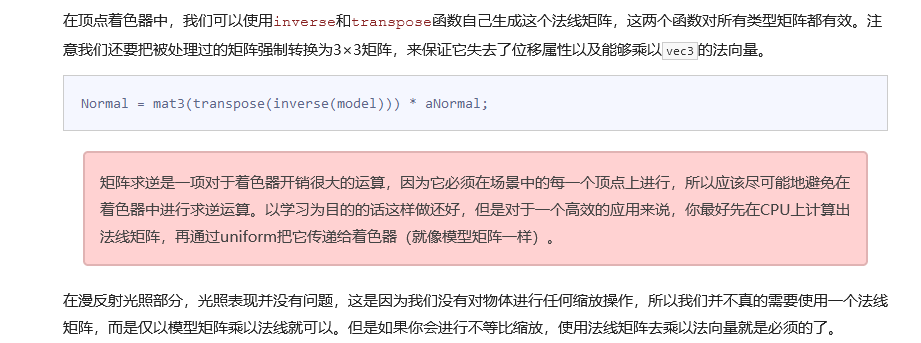 在顶点着色器中，我们可以使用inverse和transpose函数自己生成这个法线矩阵，这两个函数对所有类型矩阵都有效。注
意我们还要把被处理过的矩阵强制转换为3×3矩阵，来保证它失去了位移属性以及能够乘以vec3的法向量。
Normal = mat3(transpose(inverse(model))) * aNormal;
矩阵求逆是一项对于着色器开销很大的运算，因为它必须在场景中的每一个顶点上进行，所以应该尽可能地避免在
着色器中进行求逆运算。以学习为目的的话这样做还好，但是对于一个高效的应用来说，你最好先在CPU上计算出
法线矩阵，再通过uniform把它传递给着色器（就像模型矩阵一样）。
在漫反射光照部分，光照表现并没有问题，这是因为我们没有对物体进行任何缩放操作，所以我们并不真的需要使用一个法线
矩阵，而是仅以模型矩阵乘以法线就可以。但是如果你会进行不等比缩放，使用法线矩阵去乘以法向量就是必须的了。